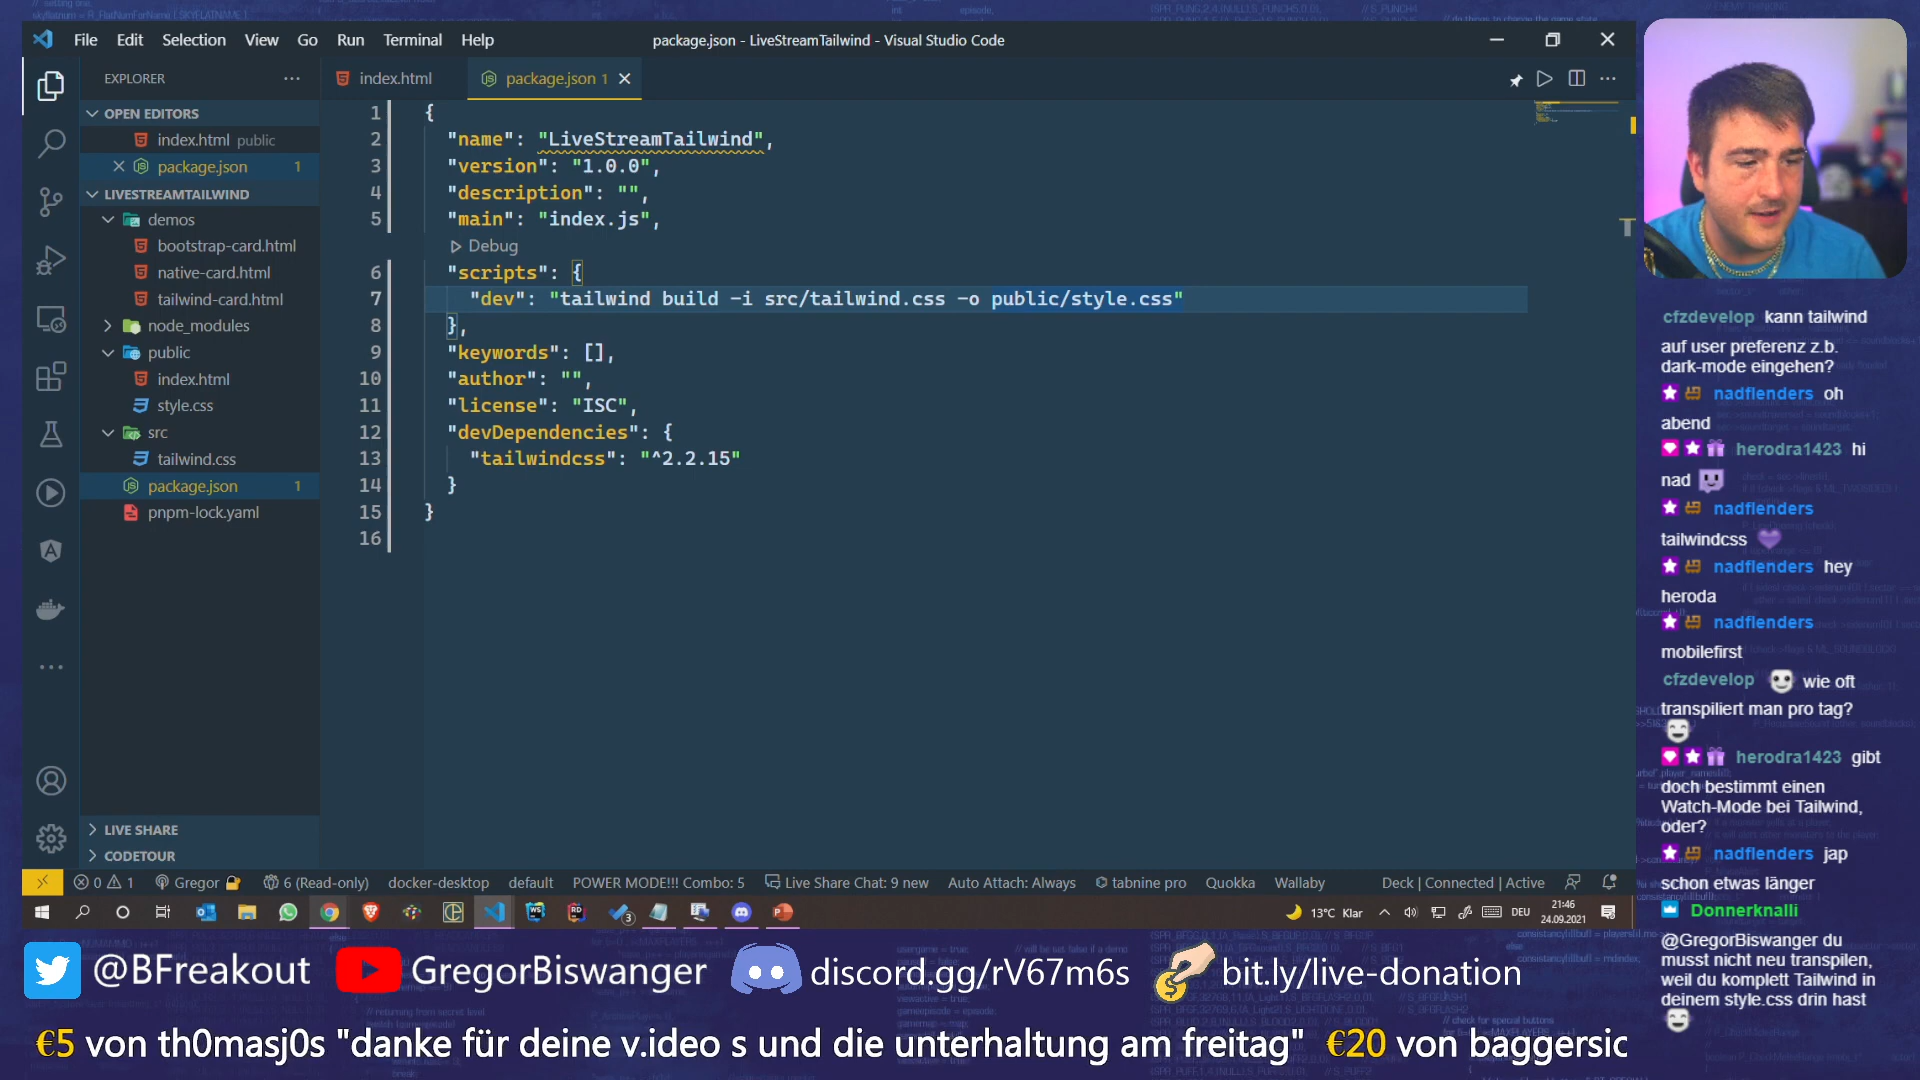 File Edit Selection View Go Run Terminal Help
package.json - LiveStreamTailwind - Visual Studio Code
EXPLORER
OPEN EDITORS
index.html public
package.json 1
LIVESTREAMTAILWIND
demos
bootstrap-card.html
native-card.html
tailwind-card.html
node_modules
public
index.html
style.css
src
tailwind.css
package.json 1
pnpm-lock.yaml
LIVE SHARE
CODETOUR
index.html
package.json 1
1 {
2 "name": "LiveStreamTailwind",
3 "version": "1.0.0",
4 "description": "",
5 "main": "index.js",
Debug
6 "scripts": {
7 "dev": "tailwind build -i src/tailwind.css -o public/style.css"
8 },
9 "keywords": [],
10 "author": "",
11 "license": "ISC",
12 "devDependencies": {
13 "tailwindcss": "^2.2.15"
14 }
15 }
16
0 1 Gregor 6 (Read-only) docker-desktop default POWER MODE!!! Combo: 5 Live Share Chat: 9 new Auto Attach: Always tabnine pro Quokka Wallaby Deck | Connected | Active
3
13°C Klar DEU 21:46
24.09.2021
cfzdevelop kann tailwind
auf user preferenz z.b.
dark-mode eingehen?
nadflenders oh
abend
herodra1423 hi
nad
nadflenders
tailwindcss
nadflenders hey
heroda
nadflenders
mobilefirst
cfzdevelop wie oft
transpiliert man pro tag?
herodra1423 gibt
doch bestimmt einen
Watch-Mode bei Tailwind,
oder?
nadflenders jap
schon etwas länger
Donnerknalli
@GregorBiswanger du
musst nicht neu transpilen,
weil du komplett Tailwind in
deinem style.css drin hast
@BFreakout GregorBiswanger discord.gg/rV67m6s bit.ly/live-donation
€5 von th0masj0s "danke für deine v.ideo s und die unterhaltung am freitag" €20 von baggersic